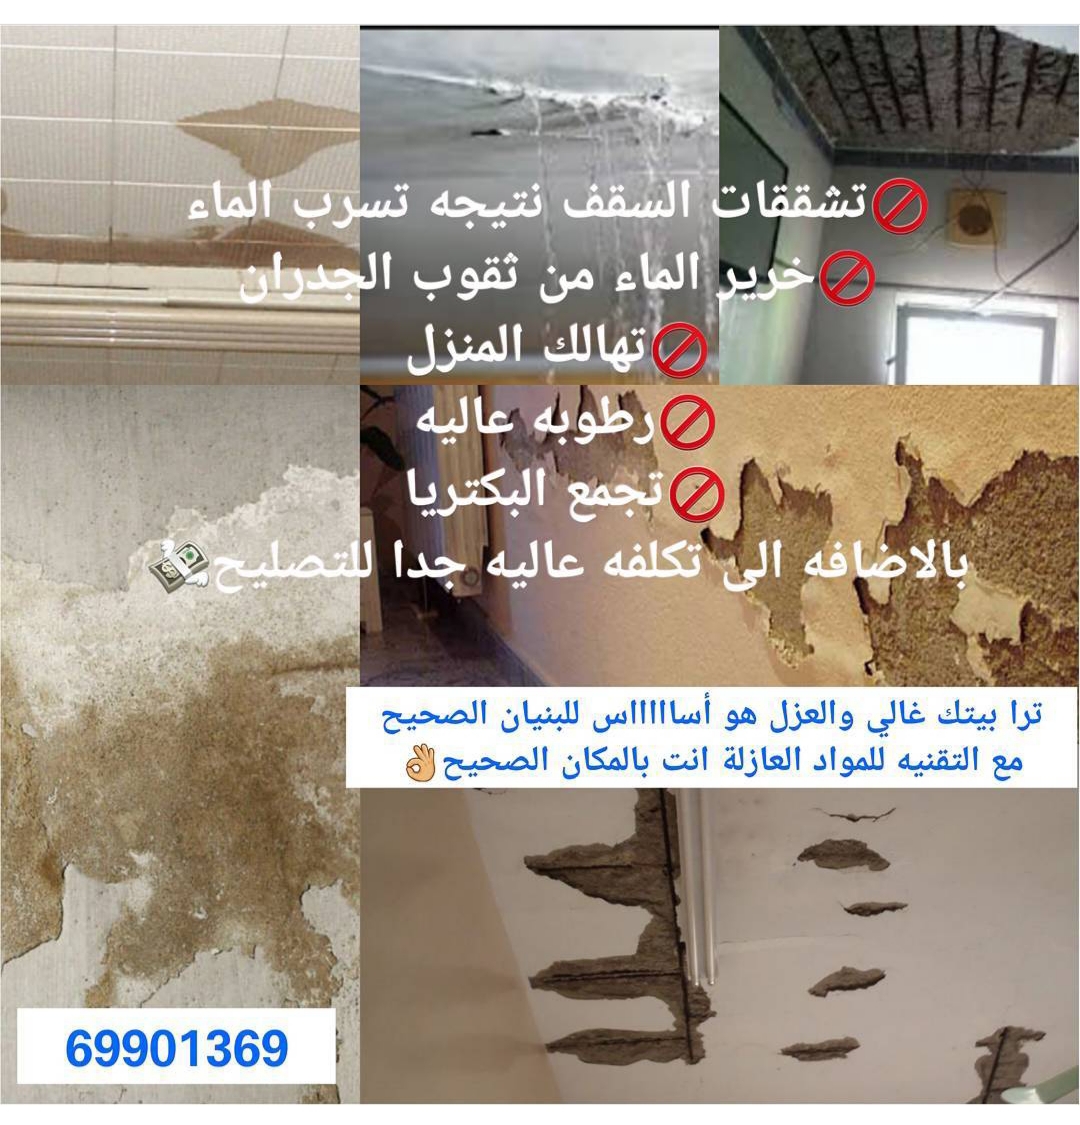 🚫تشققات السقف نتيجه تسرب الماء
🚫خرير الماء من ثقوب الجدران
🚫تهالك المنزل
🚫رطوبه عاليه
🚫تجمع البكتريا
بالاضافه الى تكلفه عاليه جدا للتصليح💸
ترا بيتك غالي والعزل هو أساااااس للبنيان الصحيح
مع التقنيه للمواد العازلة انت بالمكان الصحيح👌🏼
69901369